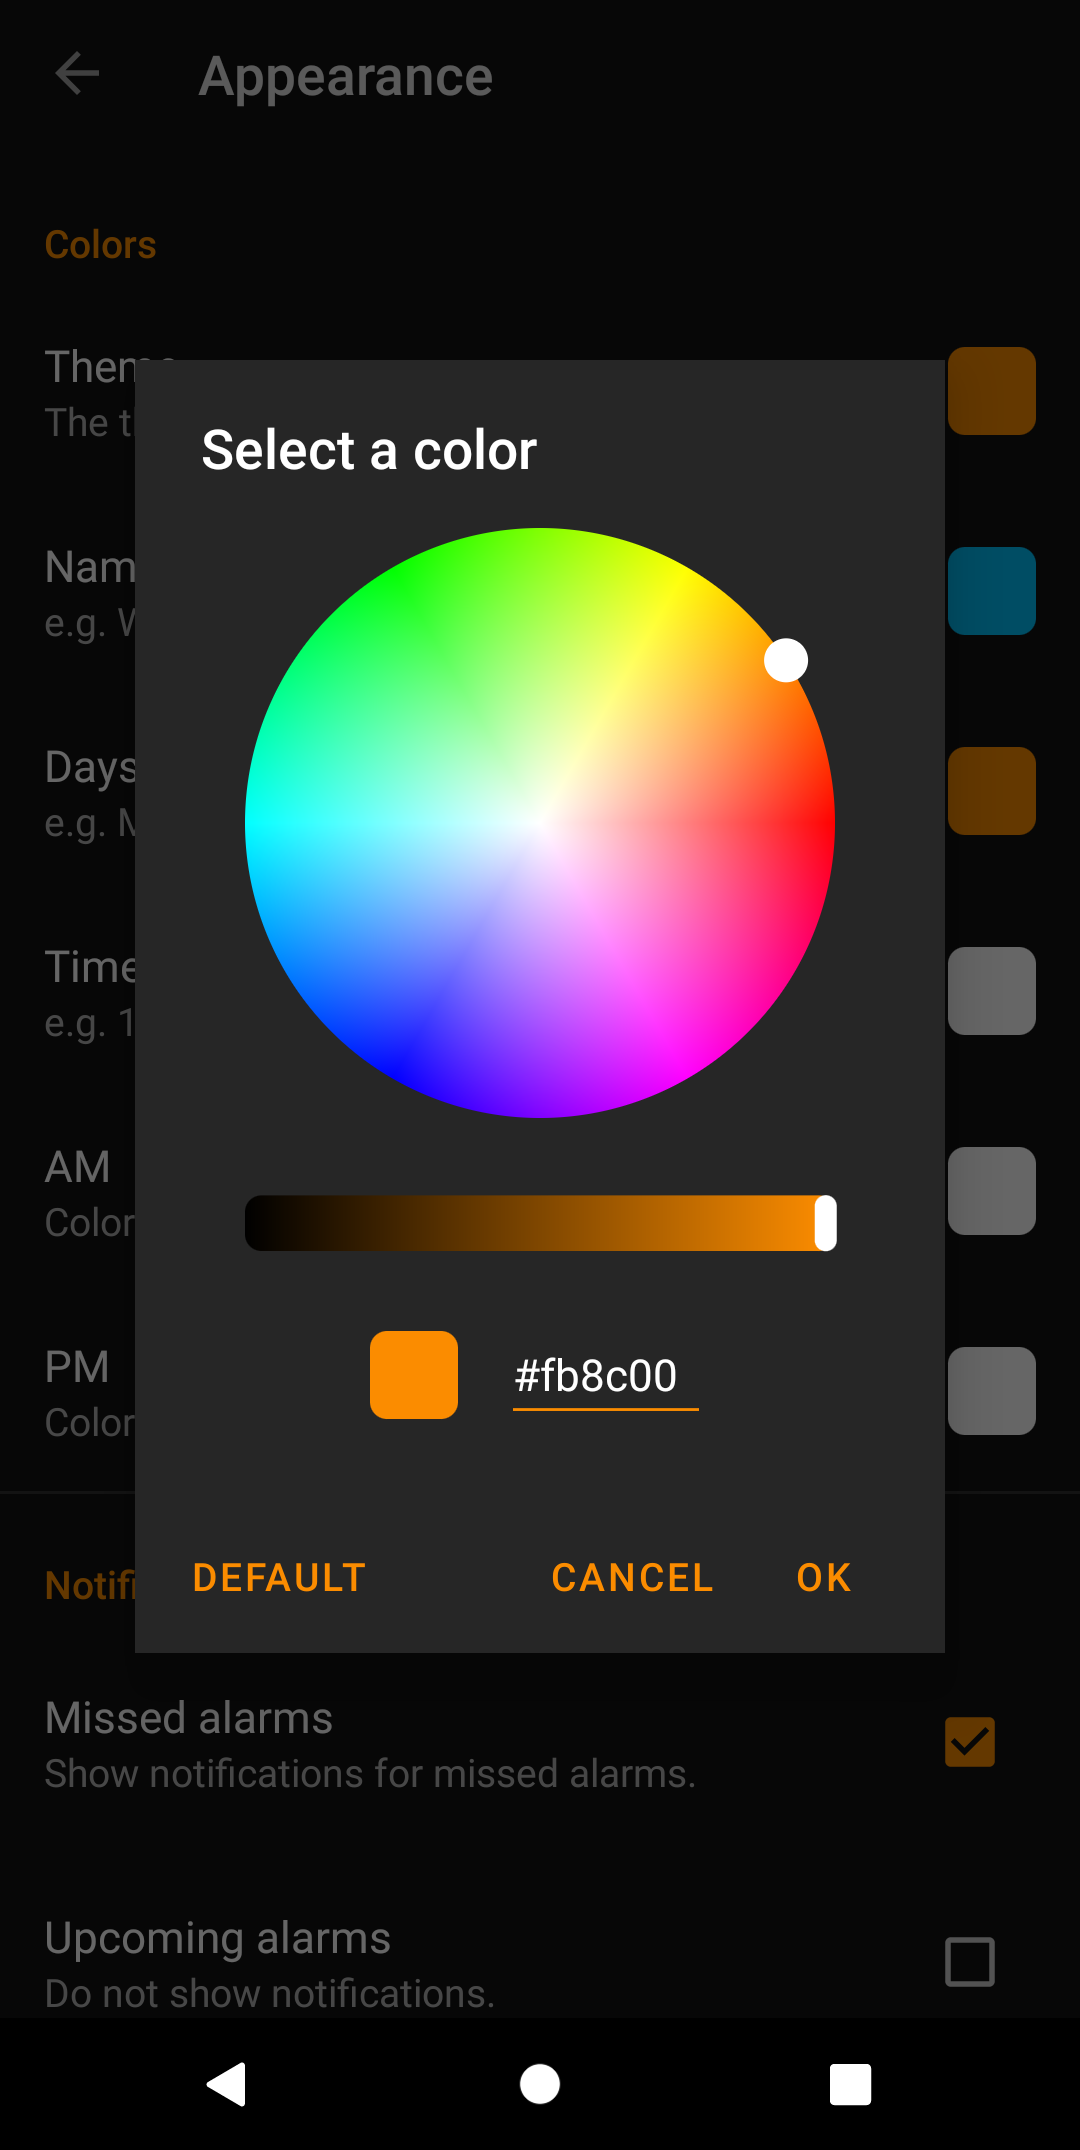 Appearance
Colors
The t
Select a color
Nam
e.g.
Days
e.g.
Time
e.g. 1
AM
Color
PM
Color
#fb8c00
DEFAULT CANCEL OK
Notifi
Missed alarms
Show notifications for missed alarms.
Upcoming alarms
Do not show notifications.